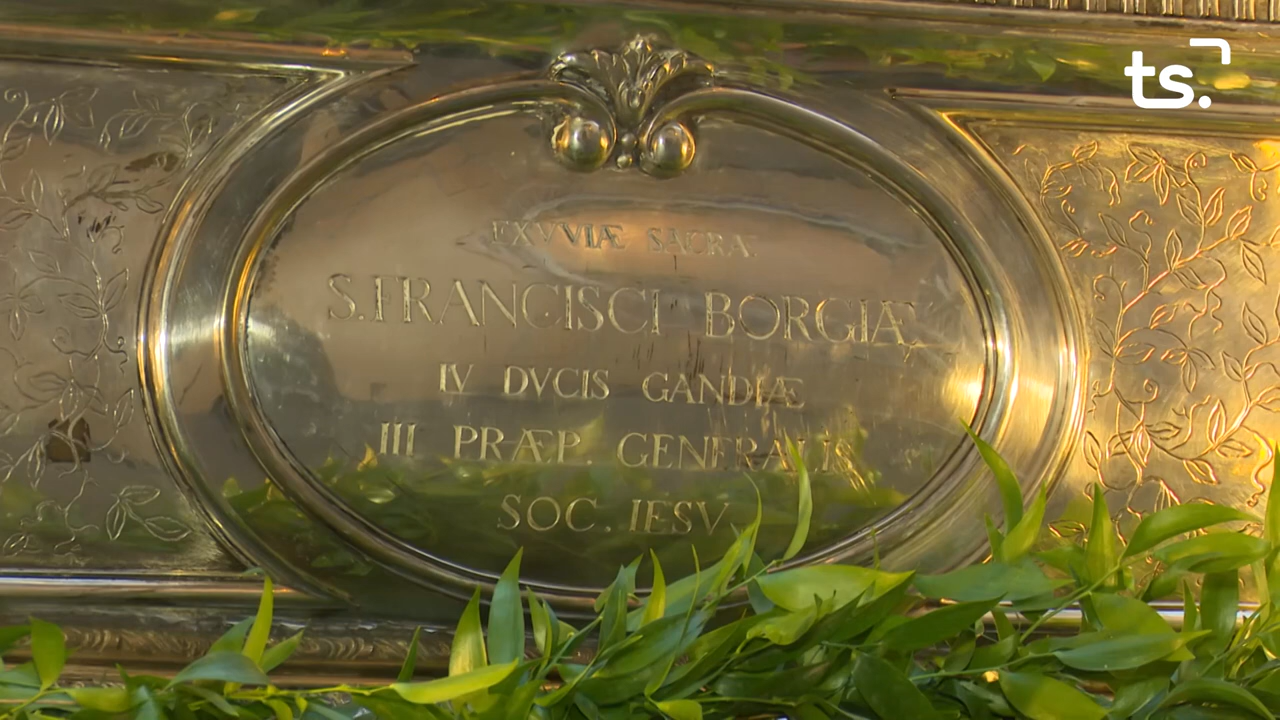 ts.
EXVVIÆ SACRÆ
S. FRANCISCI BORGIÆ
IV DVCIS GANDIÆ
III PRÆP. GENERALIS
SOC. IESV